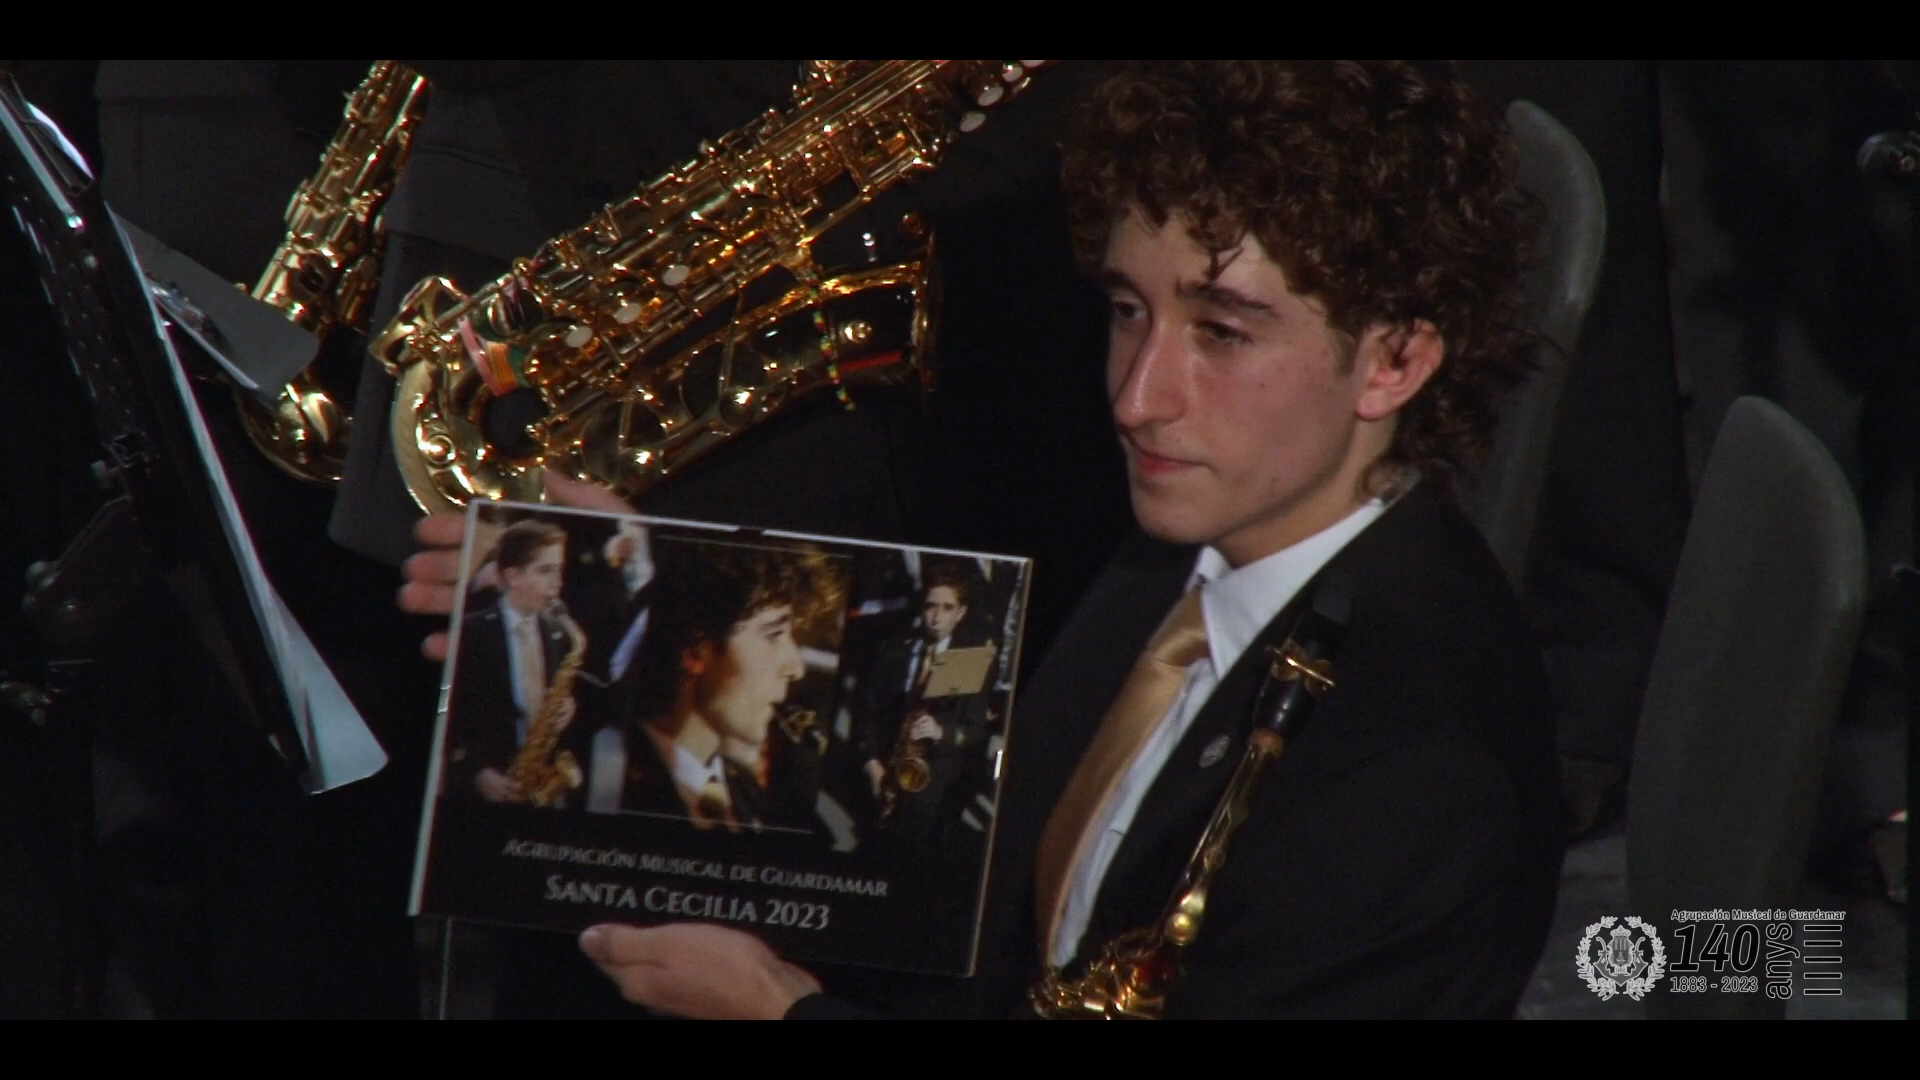 AGRUPACIÓN MUSICAL DE GUARDAMAR
SANTA CECILIA 2023
Agrupación Musical de Guardamar
140 anys
1883 - 2023